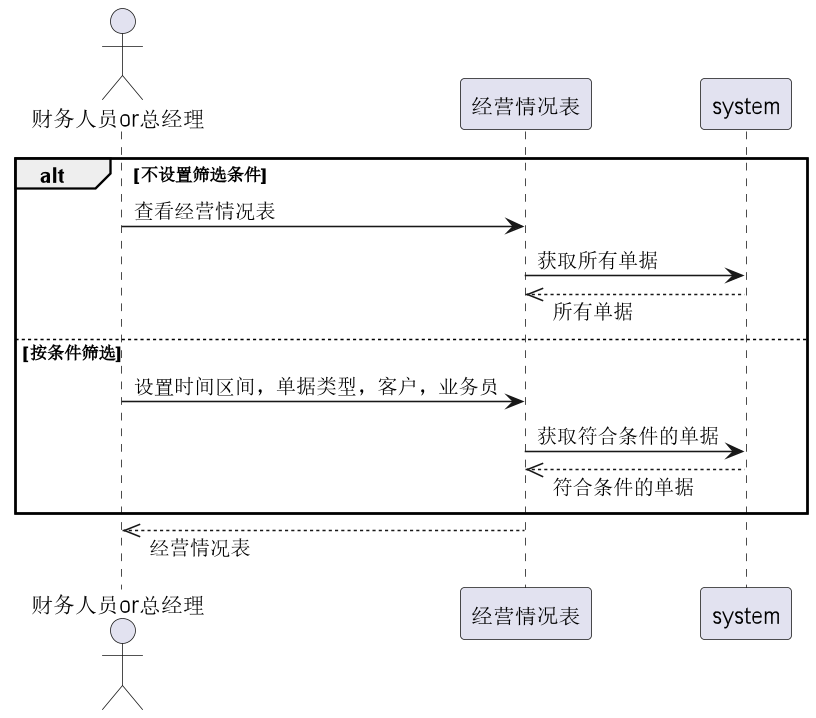 财务人员or总经理
经营情况表
system
alt
[不设置筛选条件]
查看经营情况表
获取所有单据
所有单据
[按条件筛选]
设置时间区间，单据类型，客户，业务员
获取符合条件的单据
符合条件的单据
经营情况表
财务人员or总经理
经营情况表
system